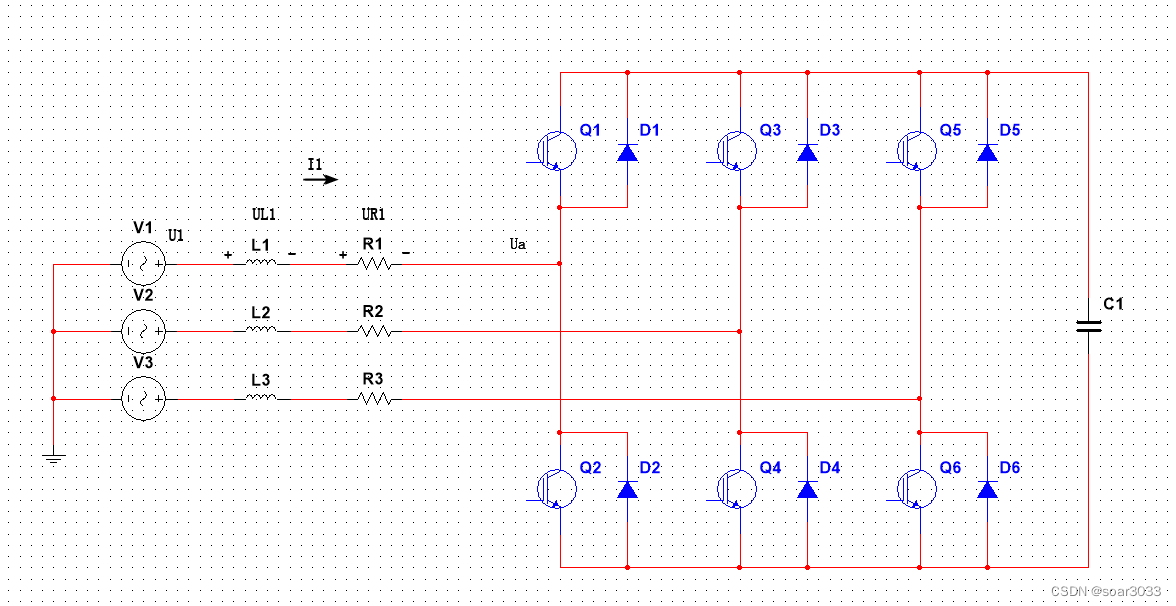 Q1 D1 Q3 D3 Q5 D5
I1
UL1 UR1
V1 U1 + L1 - + R1 - Ua
V2 L2 R2
C1
V3 L3 R3
Q2 D2 Q4 D4 Q6 D6
CSDN @soar3033